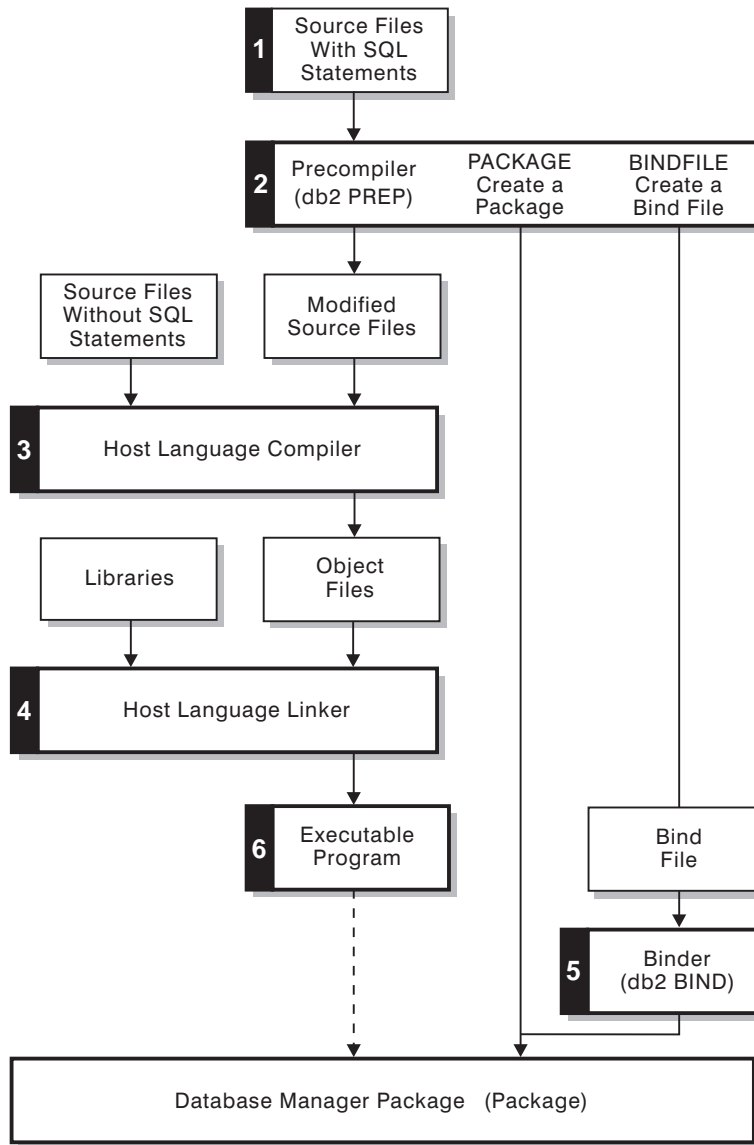 1
Source Files
With SQL
Statements
2
Precompiler
(db2 PREP)
PACKAGE
Create a
Package
BINDFILE
Create a
Bind File
Source Files
Without SQL
Statements
Modified
Source Files
3
Host Language Compiler
Libraries
Object
Files
4
Host Language Linker
6
Executable
Program
Bind
File
5
Binder
(db2 BIND)
Database Manager Package (Package)